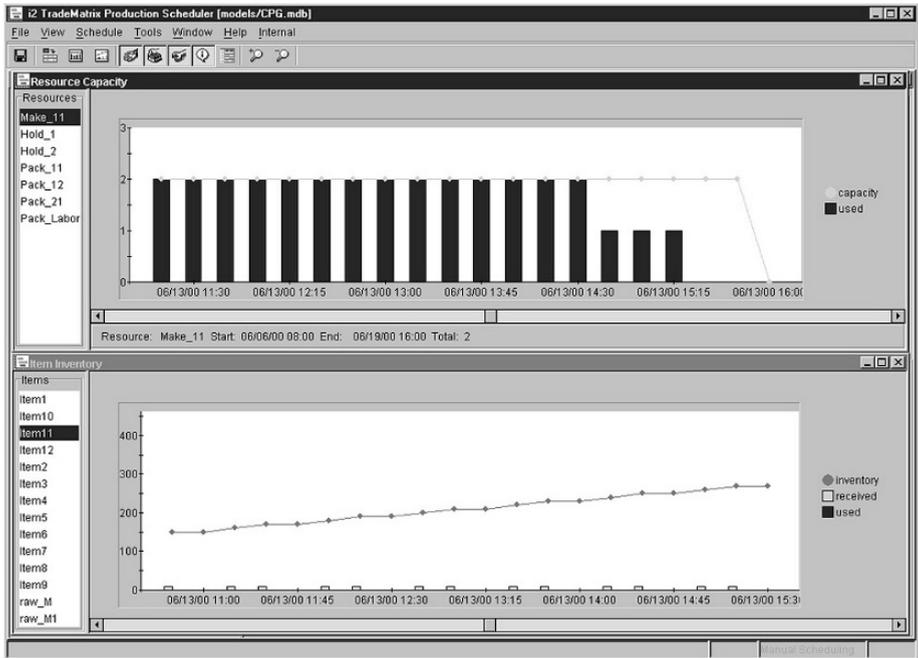 i2 TradeMatrix Production Scheduler [models/CPG.mdb]
File View Schedule Tools Window Help Internal
Resource Capacity
Resources
Make_11
Hold_1
Hold_2
Pack_11
Pack_12
Pack_21
Pack_Labor
3
2
1
0
06/13/00 11:30 06/13/00 12:15 06/13/00 13:00 06/13/00 13:45 06/13/00 14:30 06/13/00 15:15 06/13/00 16:00
capacity
used
Resource: Make_11 Start: 06/06/00 08:00 End: 06/19/00 16:00 Total: 2
Item Inventory
Items
Item1
Item10
Item11
Item12
Item2
Item3
Item4
Item5
Item6
Item7
Item8
Item9
raw_M
raw_M1
400
300
200
100
0
06/13/00 11:00 06/13/00 11:45 06/13/00 12:30 06/13/00 13:15 06/13/00 14:00 06/13/00 14:45 06/13/00 15:3
inventory
received
used
Manual Scheduling